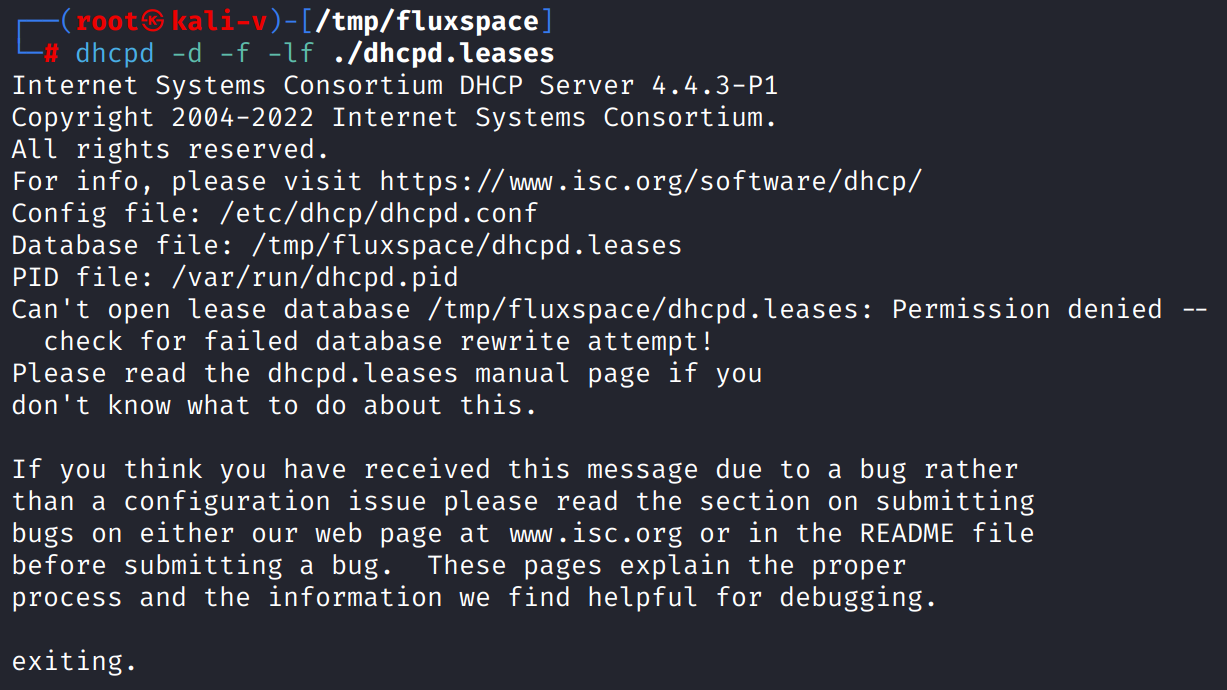 ┌──(root㉿kali-v)-[/tmp/fluxspace]
└─# dhcpd -d -f -lf ./dhcpd.leases
Internet Systems Consortium DHCP Server 4.4.3-P1
Copyright 2004-2022 Internet Systems Consortium.
All rights reserved.
For info, please visit https://www.isc.org/software/dhcp/
Config file: /etc/dhcp/dhcpd.conf
Database file: /tmp/fluxspace/dhcpd.leases
PID file: /var/run/dhcpd.pid
Can't open lease database /tmp/fluxspace/dhcpd.leases: Permission denied --
  check for failed database rewrite attempt!
Please read the dhcpd.leases manual page if you
don't know what to do about this.

If you think you have received this message due to a bug rather
than a configuration issue please read the section on submitting
bugs on either our web page at www.isc.org or in the README file
before submitting a bug.  These pages explain the proper
process and the information we find helpful for debugging.

exiting.